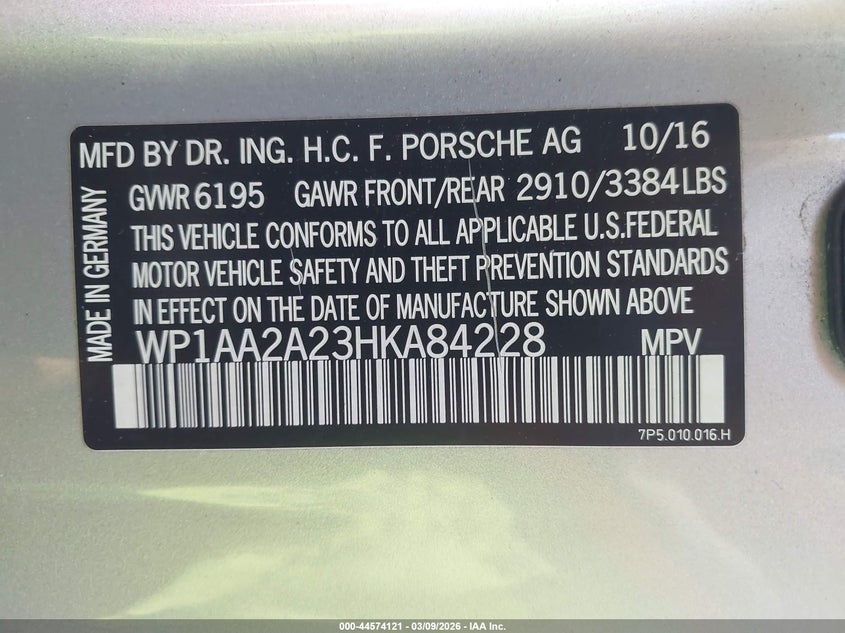 MFD BY DR. ING. H.C. F. PORSCHE AG 10/16
GVWR 6195 GAWR FRONT/REAR 2910/3384 LBS
THIS VEHICLE CONFORMS TO ALL APPLICABLE U.S. FEDERAL
MOTOR VEHICLE SAFETY AND THEFT PREVENTION STANDARDS
IN EFFECT ON THE DATE OF MANUFACTURE SHOWN ABOVE
WP1AA2A23HKA84228 MPV
MADE IN GERMANY
7P5.010.016.H
000-44574121 | 03/09/2026 - IAA Inc.